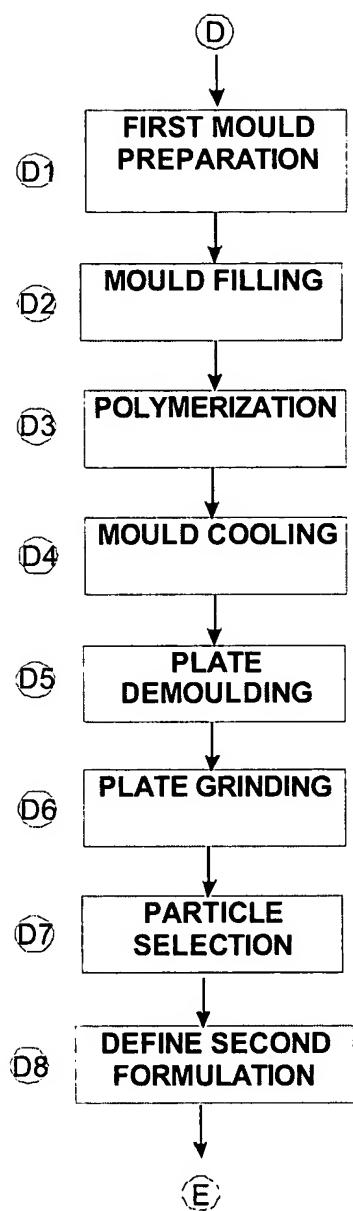 D
D1
FIRST MOULD
PREPARATION
D2
MOULD FILLING
D3
POLYMERIZATION
D4
MOULD COOLING
D5
PLATE
DEMOULDING
D6
PLATE GRINDING
D7
PARTICLE
SELECTION
D8
DEFINE SECOND
FORMULATION
E